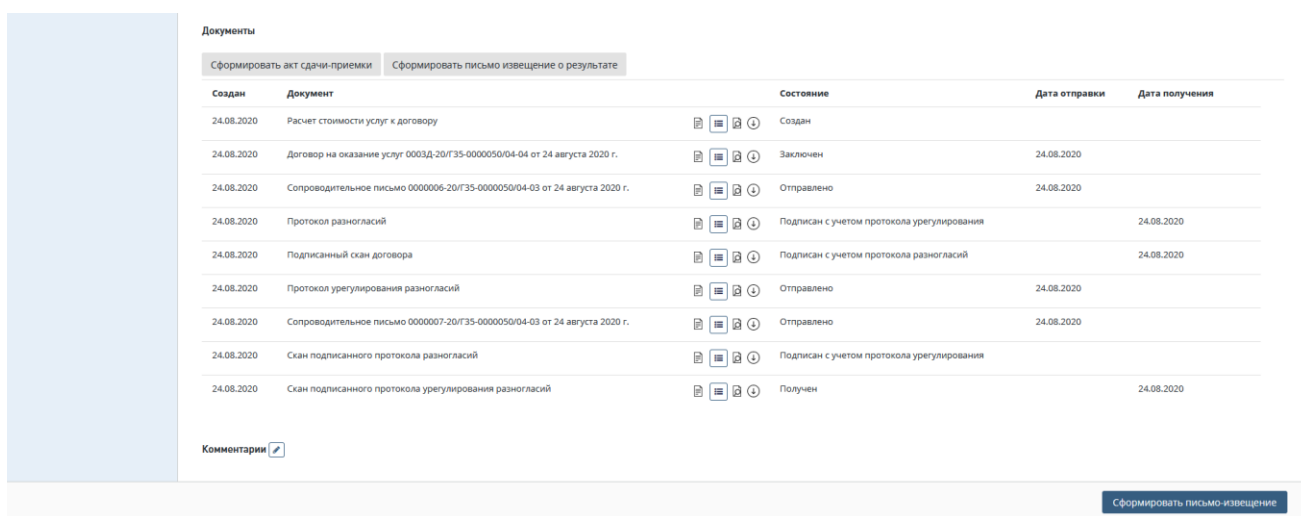 Документы
Сформировать акт сдачи-приемки Сформировать письмо извещение о результате
Создан Документ Состояние Дата отправки Дата получения
24.08.2020 Расчет стоимости услуг к договору Создан
24.08.2020 Договор на оказание услуг 0003Д-20/Г35-0000050/04-04 от 24 августа 2020 г. Заключен 24.08.2020
24.08.2020 Сопроводительное письмо 0000006-20/Г35-0000050/04-03 от 24 августа 2020 г. Отправлено 24.08.2020
24.08.2020 Протокол разногласий Подписан с учетом протокола урегулирования 24.08.2020
24.08.2020 Подписанный скан договора Подписан с учетом протокола разногласий 24.08.2020
24.08.2020 Протокол урегулирования разногласий Отправлено 24.08.2020
24.08.2020 Сопроводительное письмо 0000007-20/Г35-0000050/04-03 от 24 августа 2020 г. Отправлено 24.08.2020
24.08.2020 Скан подписанного протокола разногласий Подписан с учетом протокола урегулирования
24.08.2020 Скан подписанного протокола урегулирования разногласий Получен 24.08.2020
Комментарии
Сформировать письмо-извещение